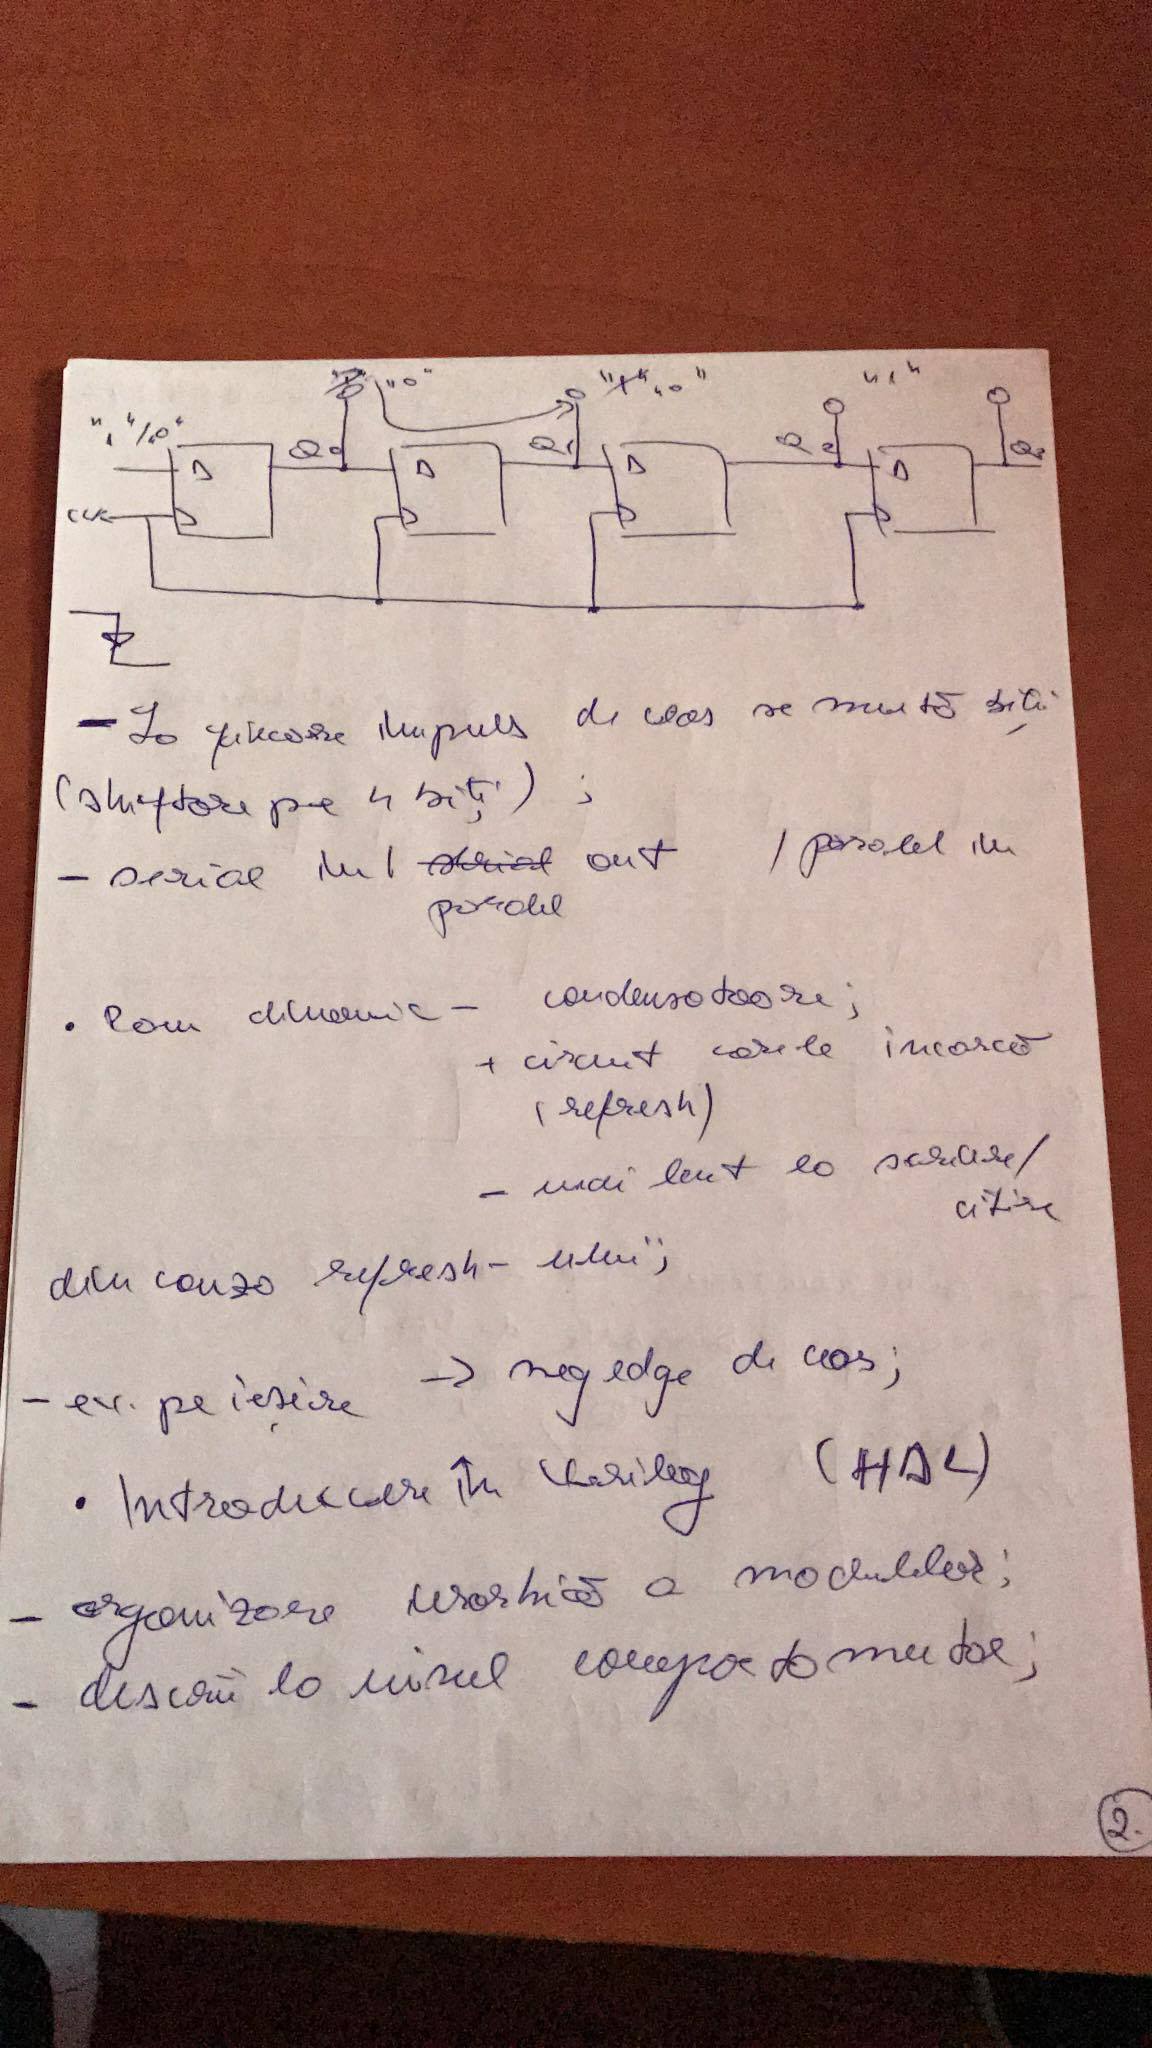 "0" "1", "0" "1"
"1"/"0" D Q0 D Q1 D Q2 D Q3
CLK
- La fiecare impuls de ceas se mută biți
(shiftare pe 4 biți) ;
- serial in / serial out / paralel in
paralel
• Ram dinamic - condensatoare;
+ circuit care le încarcă
(refresh)
- mai lent la scriere/
citire
din cauza refresh-ului;
- ev. pe ieșire -> negedge de ceas;
• Introducere în Verilog (HDL)
- organizare ierarhică a modulelor;
- descrii la nivel comportamental;
2.